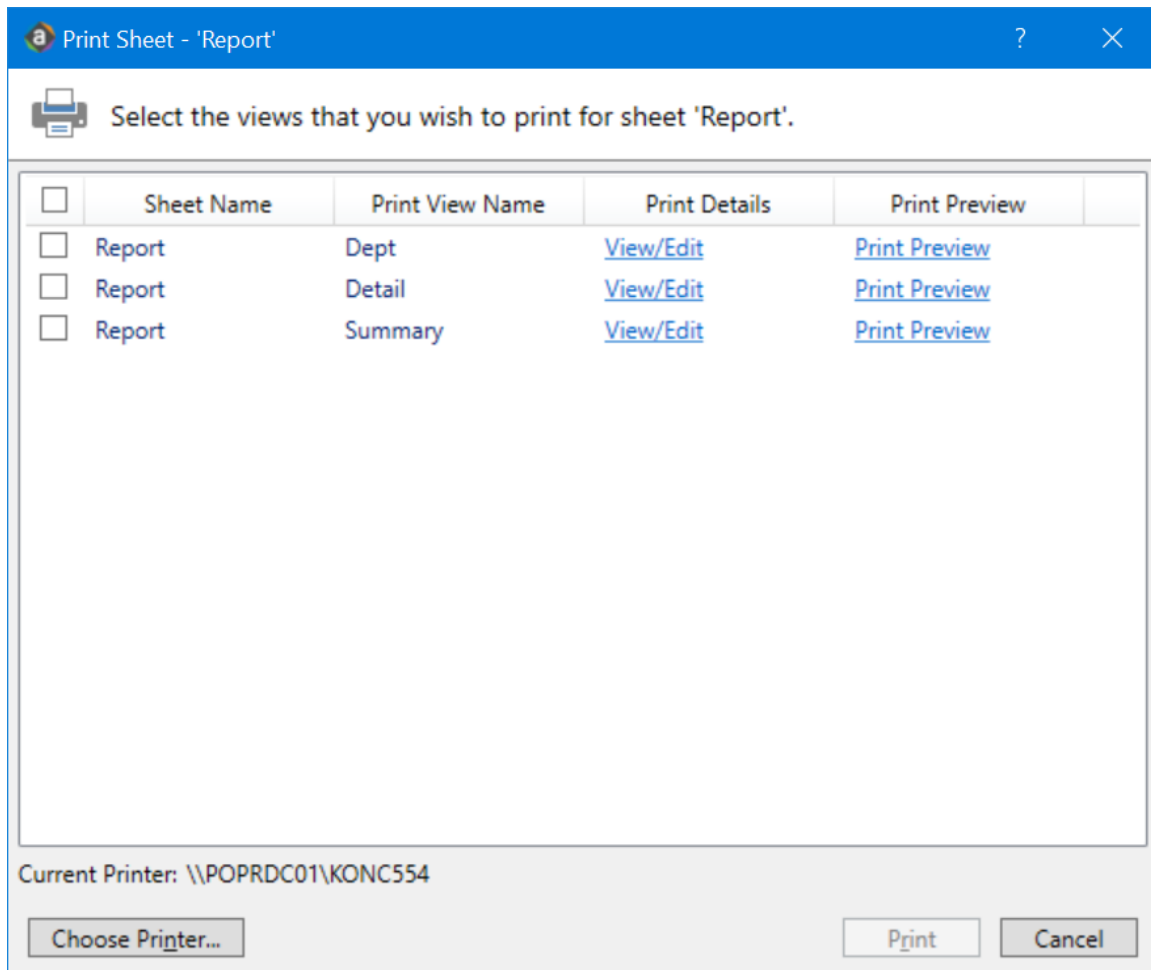 Print Sheet - 'Report' ?
Select the views that you wish to print for sheet 'Report'.
Sheet Name Print View Name Print Details Print Preview
Report Dept View/Edit Print Preview
Report Detail View/Edit Print Preview
Report Summary View/Edit Print Preview
Current Printer: \\POPRDC01\KONC554
Choose Printer... Print Cancel